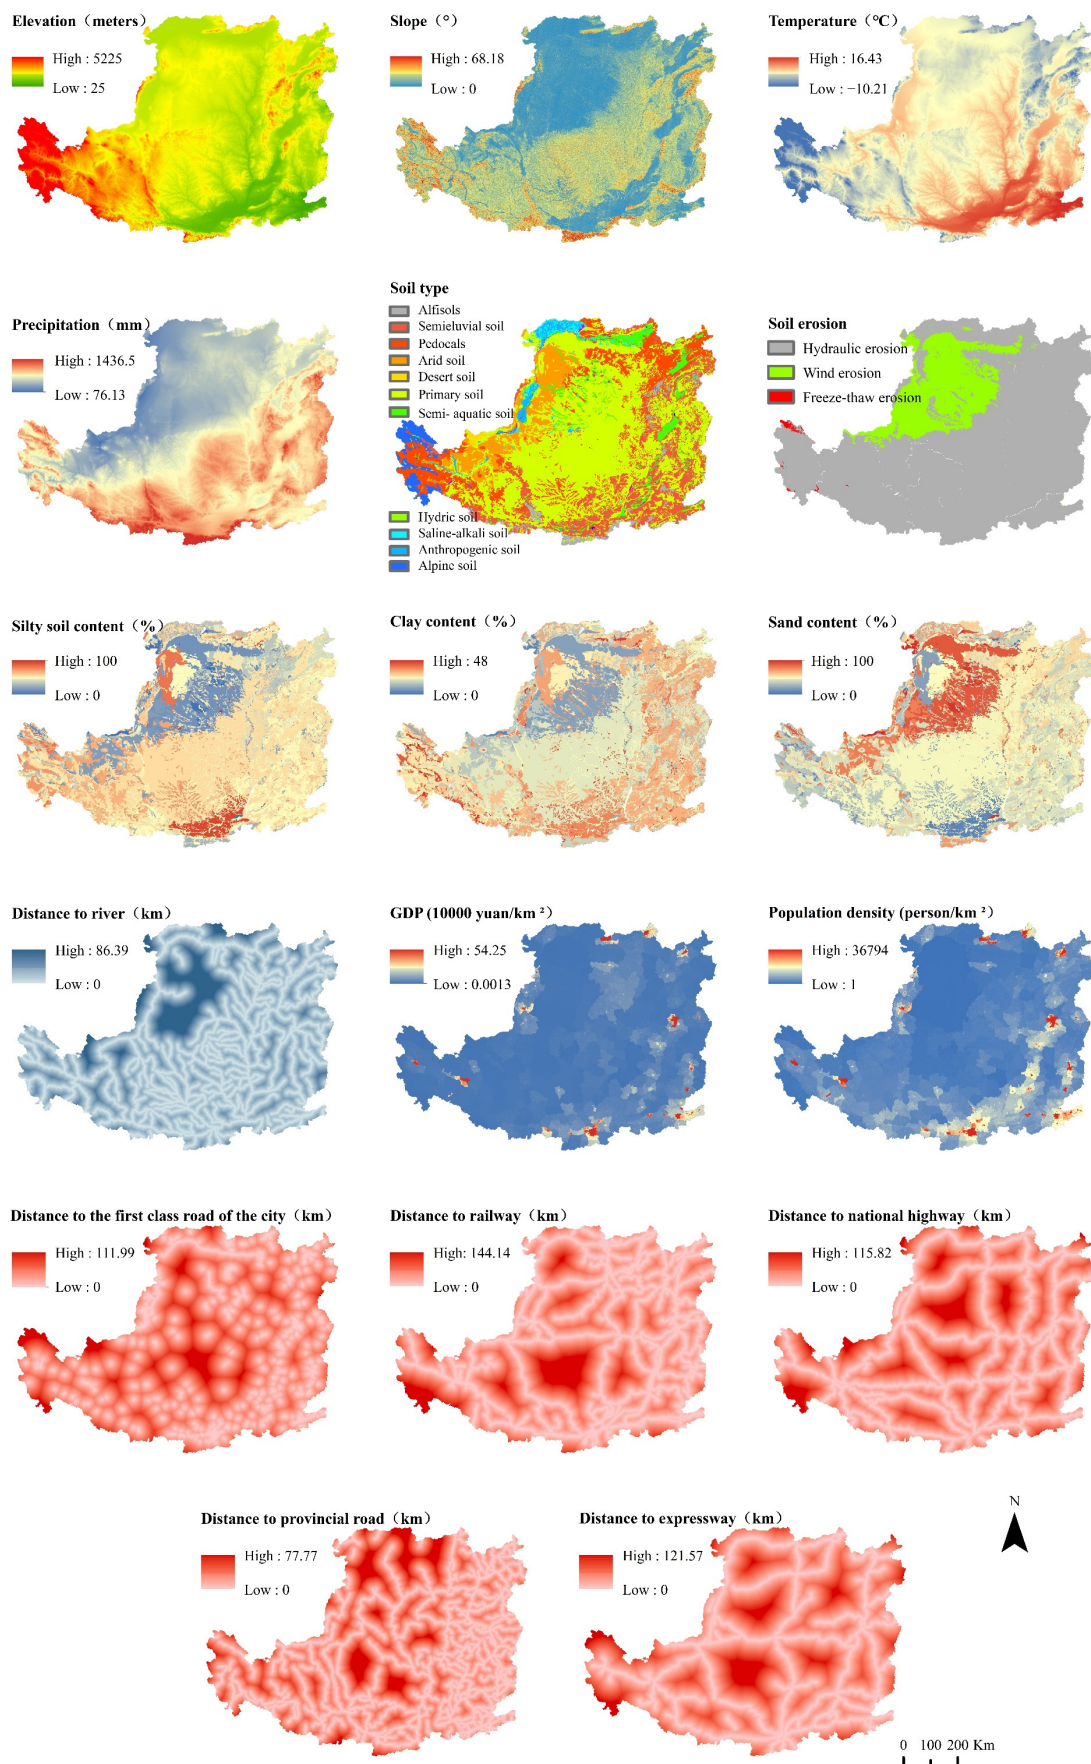 Elevation（meters）
High : 5225
Low : 25
Slope（°）
High : 68.18
Low : 0
Temperature（℃）
High : 16.43
Low : −10.21
Precipitation（mm）
High : 1436.5
Low : 76.13
Soil type
Alfisols
Semieluvial soil
Pedocals
Arid soil
Desert soil
Primary soil
Semi- aquatic soil
Hydric soil
Saline-alkali soil
Anthropogenic soil
Alpine soil
Soil erosion
Hydraulic erosion
Wind erosion
Freeze-thaw erosion
Silty soil content（%）
High : 100
Low : 0
Clay content（%）
High : 48
Low : 0
Sand content（%）
High : 100
Low : 0
Distance to river（km）
High : 86.39
Low : 0
GDP (10000 yuan/km ²）
High : 54.25
Low : 0.0013
Population density (person/km ²）
High : 36794
Low : 1
Distance to the first class road of the city（km）
High : 111.99
Low : 0
Distance to railway（km）
High: 144.14
Low : 0
Distance to national highway（km）
High : 115.82
Low : 0
Distance to provincial road（km）
High : 77.77
Low : 0
Distance to expressway（km）
High : 121.57
Low : 0
N
0 100 200 Km